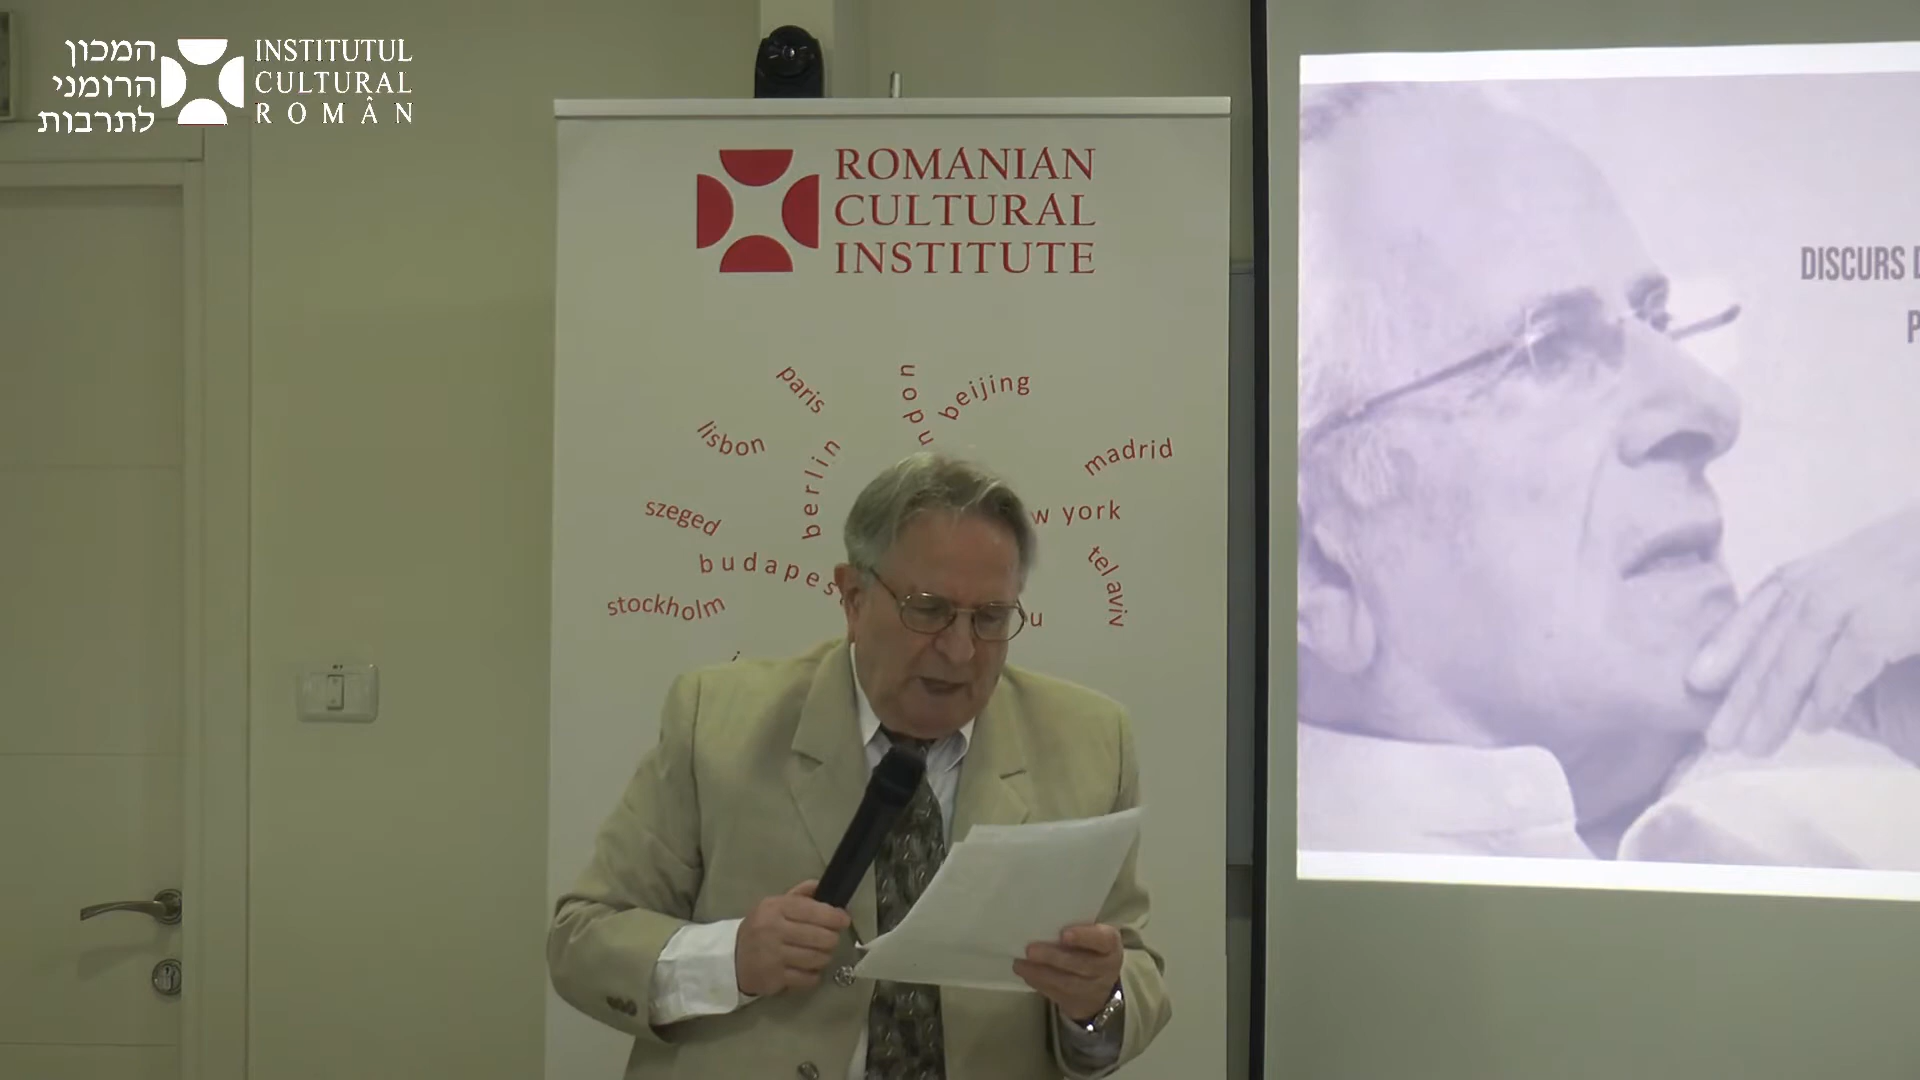 המכון
הרומני
לתרבות
INSTITUTUL
CULTURAL
ROMÂN
ROMANIAN
CULTURAL
INSTITUTE
paris
beijing
lisbon
berlin
madrid
szeged
york
budapes
tel aviv
stockholm
DISCURS